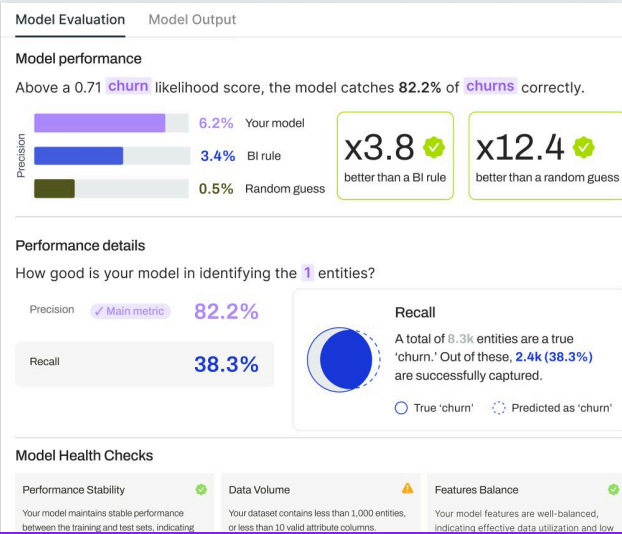 Model Evaluation Model Output
Model performance
Above a 0.71 churn likelihood score, the model catches 82.2% of churns correctly.
Precision
6.2% Your model
3.4% BI rule
0.5% Random guess
x3.8
better than a BI rule
x12.4
better than a random guess
Performance details
How good is your model in identifying the 1 entities?
Precision ✓ Main metric 82.2%
Recall 38.3%
Recall
A total of 8.3k entities are a true
‘churn.’ Out of these, 2.4k (38.3%)
are successfully captured.
True ‘churn’ Predicted as ‘churn’
Model Health Checks
Performance Stability
Your model maintains stable performance
between the training and test sets, indicating
Data Volume
Your dataset contains less than 1,000 entities,
or less than 10 valid attribute columns.
Features Balance
Your model features are well-balanced,
indicating effective data utilization and low